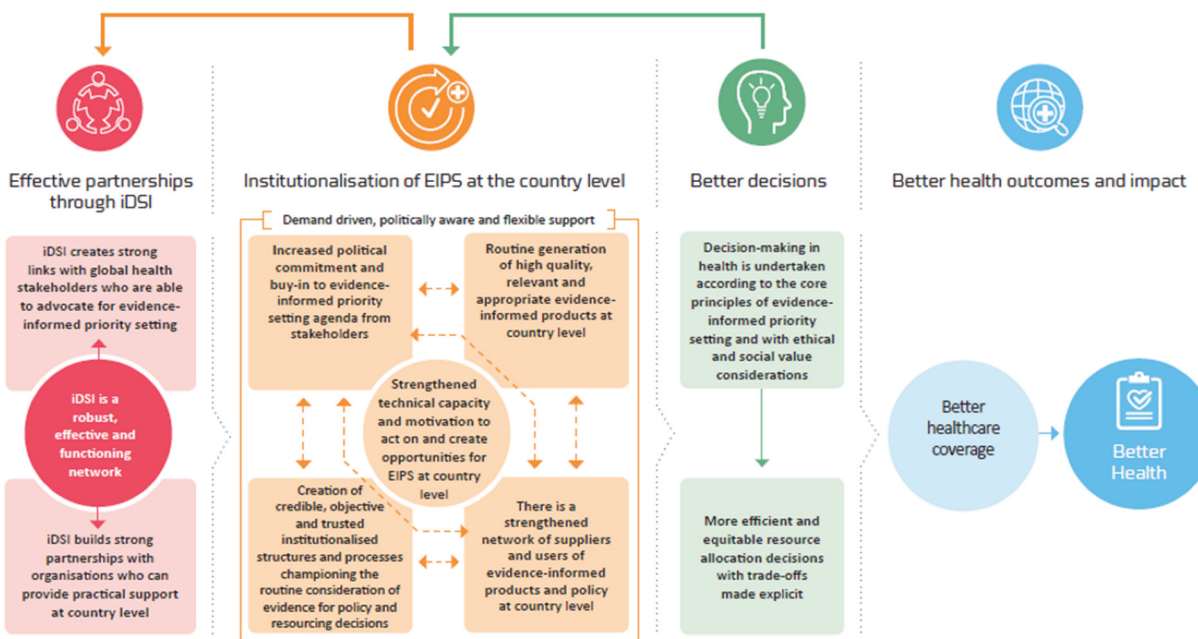 Effective partnerships
through iDSI
Institutionalisation of EIPS at the country level
Better decisions
Better health outcomes and impact
iDSI creates strong
links with global health
stakeholders who are able
to advocate for evidence-
informed priority setting
iDSI is a
robust,
effective and
functioning
network
iDSI builds strong
partnerships with
organisations who can
provide practical support
at country level
Demand driven, politically aware and flexible support
Increased political
commitment and
buy-in to evidence-
informed priority
setting agenda from
stakeholders
Routine generation
of high quality,
relevant and
appropriate evidence-
informed products at
country level
Strengthened
technical capacity
and motivation to
act on and create
opportunities for
EIPS at country
level
Creation of
credible, objective
and trusted
institutionalised
structures and processes
championing the
routine consideration of
evidence for policy and
resourcing decisions
There is a
strengthened
network of suppliers
and users of
evidence-informed
products and policy
at country level
Decision-making in
health is undertaken
according to the core
principles of evidence-
informed priority
setting and with ethical
and social value
considerations
More efficient and
equitable resource
allocation decisions
with trade-offs
made explicit
Better
healthcare
coverage
Better
Health